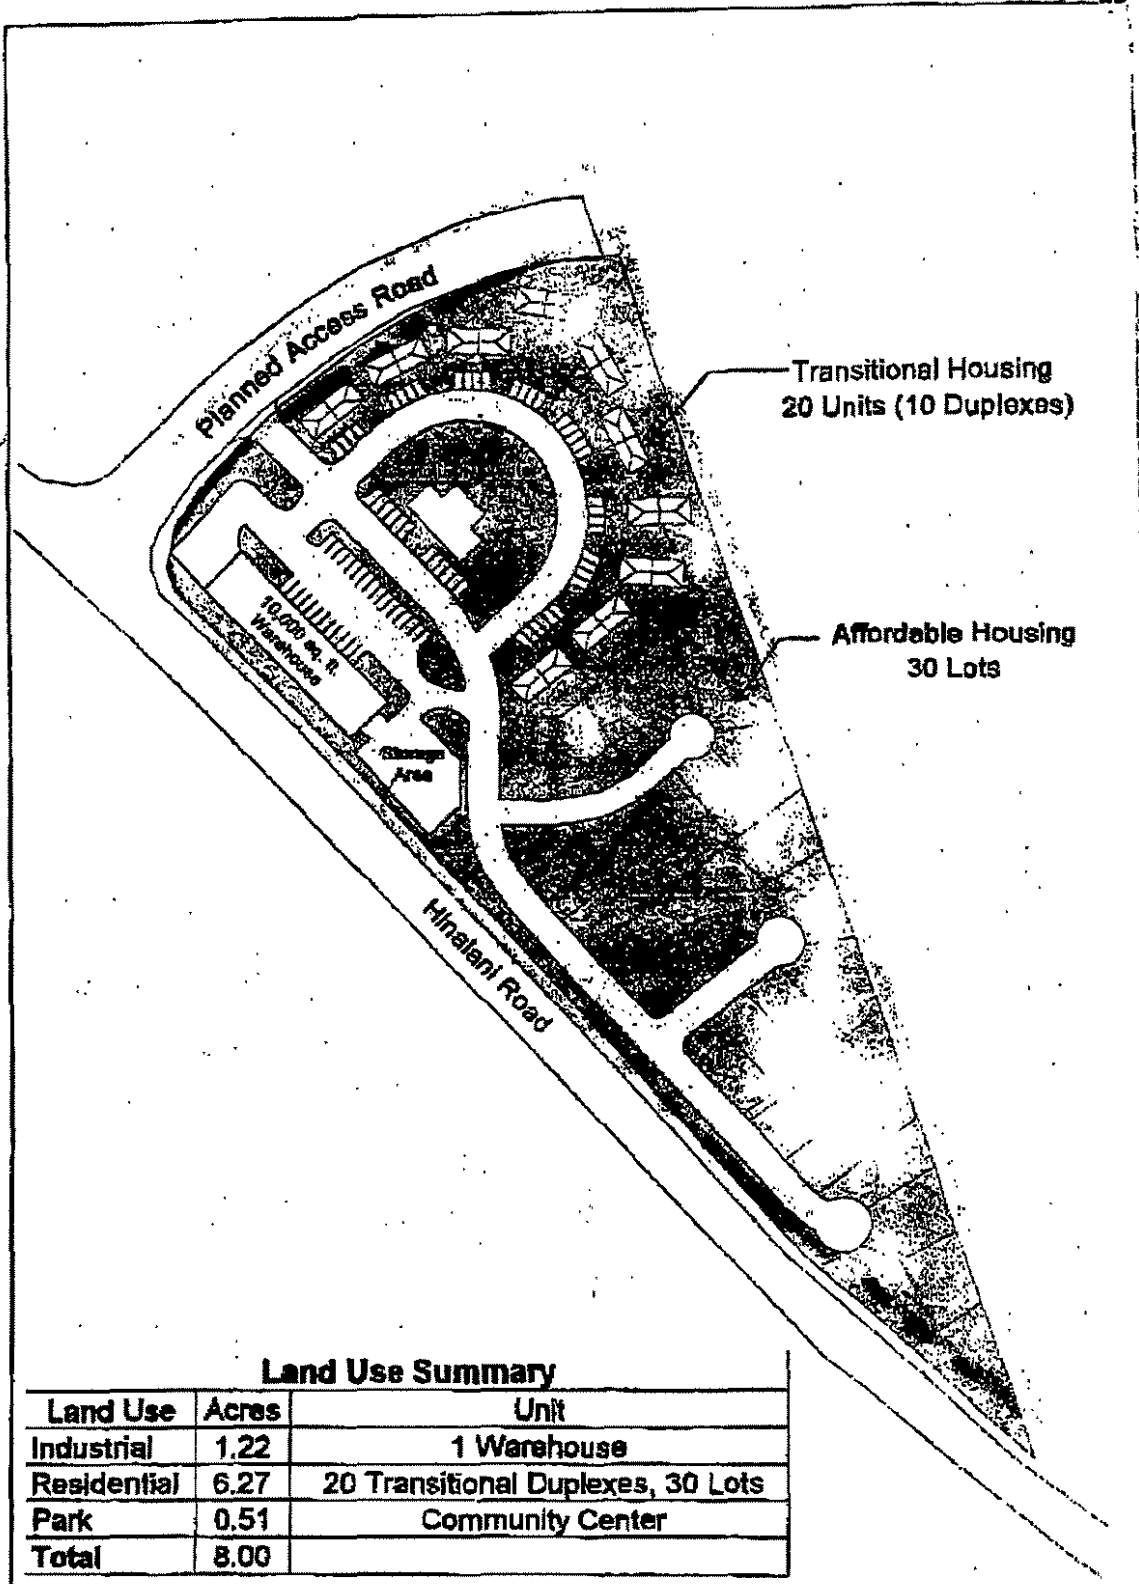 Planned Access Road
Transitional Housing
20 Units (10 Duplexes)
10,000 sq. ft.
Warehouse
Affordable Housing
30 Lots
Storage
Area
Hinalani Road
Land Use Summary
Land Use Acres Unit
Industrial 1.22 1 Warehouse
Residential 6.27 20 Transitional Duplexes, 30 Lots
Park 0.51 Community Center
Total 8.00